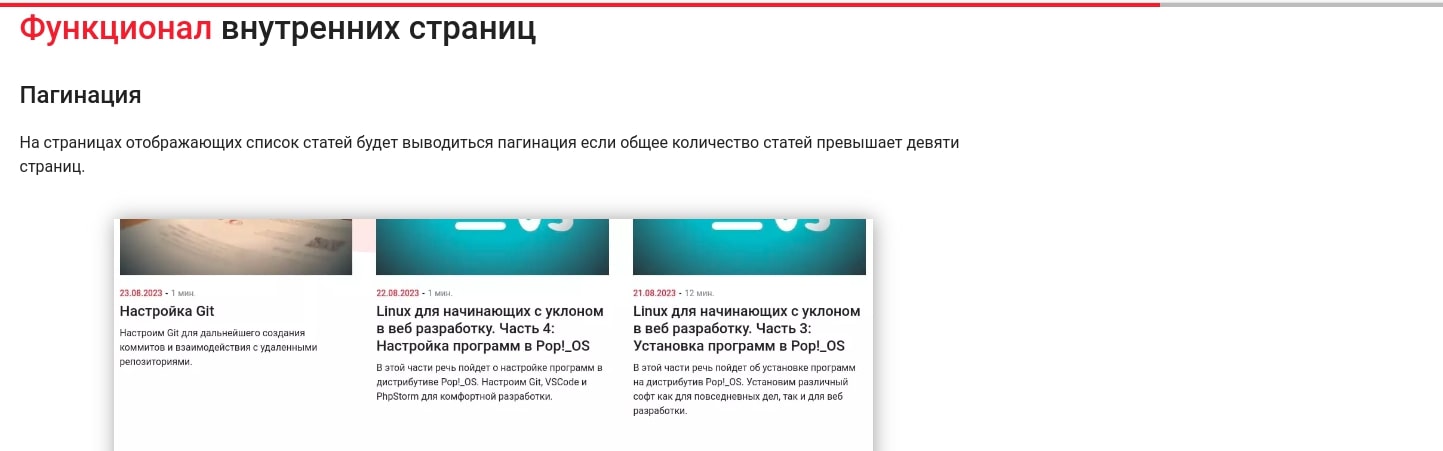 Функционал внутренних страниц
Пагинация
На страницах отображающих список статей будет выводиться пагинация если общее количество статей превышает девяти
страниц.
23.08.2023 - 1 мин.
Настройка Git
Настроим Git для дальнейшего создания
коммитов и взаимодействия с удаленными
репозиториями.
22.08.2023 - 1 мин.
Linux для начинающих с уклоном
в веб разработку. Часть 4:
Настройка программ в Pop!_OS
В этой части речь пойдет о настройке программ в
дистрибутиве Pop!_OS. Настроим Git, VSCode и
PhpStorm для комфортной разработки.
21.08.2023 - 12 мин.
Linux для начинающих с уклоном
в веб разработку. Часть 3:
Установка программ в Pop!_OS
В этой части речь пойдет об установке программ
на дистрибутив Pop!_OS. Установим различный
софт как для повседневных дел, так и для веб
разработки.